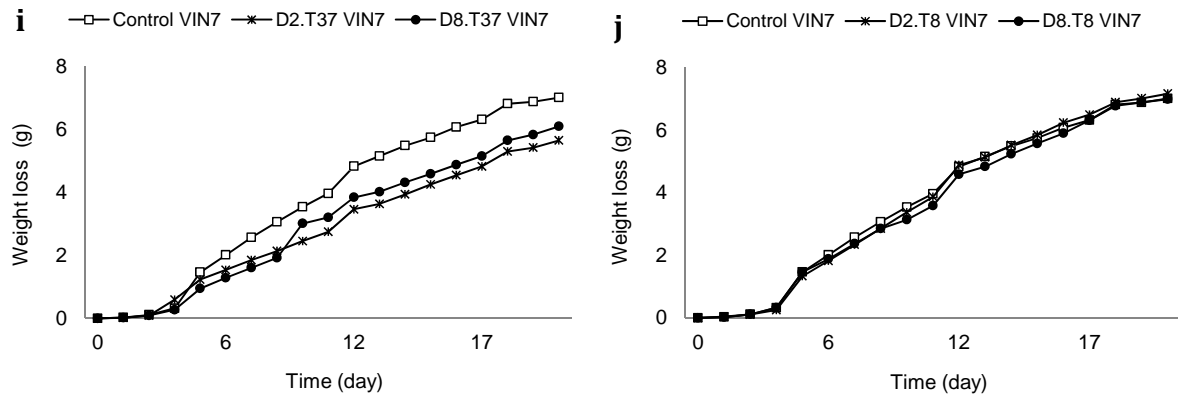 i
Control VIN7 D2.T37 VIN7 D8.T37 VIN7
8
6
4
2
0
Weight loss (g)
0 6 12 17
Time (day)
j
Control VIN7 D2.T8 VIN7 D8.T8 VIN7
8
6
4
2
0
Weight loss (g)
0 6 12 17
Time (day)